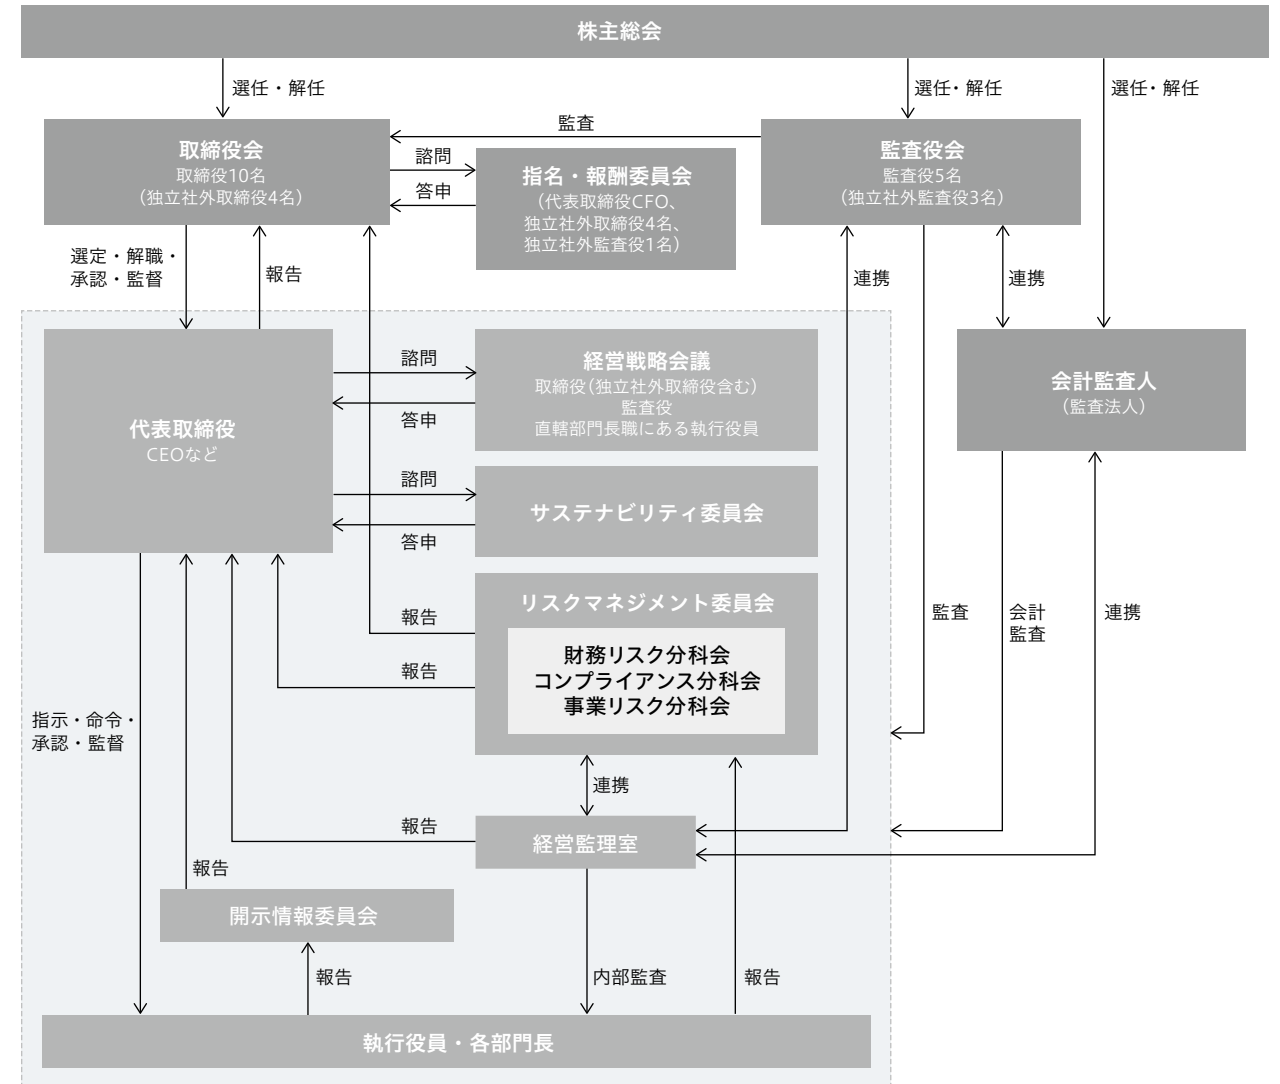 株主総会
選任・解任
選任・解任
選任・解任
監査
取締役会
取締役10名
（独立社外取締役4名）
諮問
答申
指名・報酬委員会
（代表取締役CFO、
独立社外取締役4名、
独立社外監査役1名）
監査役会
監査役5名
（独立社外監査役3名）
選定・解職・
承認・監督
報告
連携
連携
代表取締役
CEOなど
諮問
答申
経営戦略会議
取締役（独立社外取締役含む）
監査役
直轄部門長職にある執行役員
会計監査人
（監査法人）
諮問
答申
サステナビリティ委員会
リスクマネジメント委員会
財務リスク分科会
コンプライアンス分科会
事業リスク分科会
報告
報告
監査
会計
監査
連携
指示・命令・
承認・監督
連携
報告
経営監理室
報告
開示情報委員会
報告
内部監査
報告
執行役員・各部門長